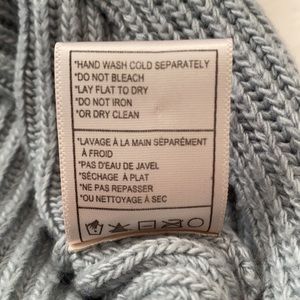 *HAND WASH COLD SEPARATELY
*DO NOT BLEACH
*LAY FLAT TO DRY
*DO NOT IRON
*OR DRY CLEAN
*LAVAGE À LA MAIN SÉPARÉMENT
À FROID
*PAS D'EAU DE JAVEL
*SÉCHAGE À PLAT
*NE PAS REPASSER
*OU NETTOYAGE À SEC